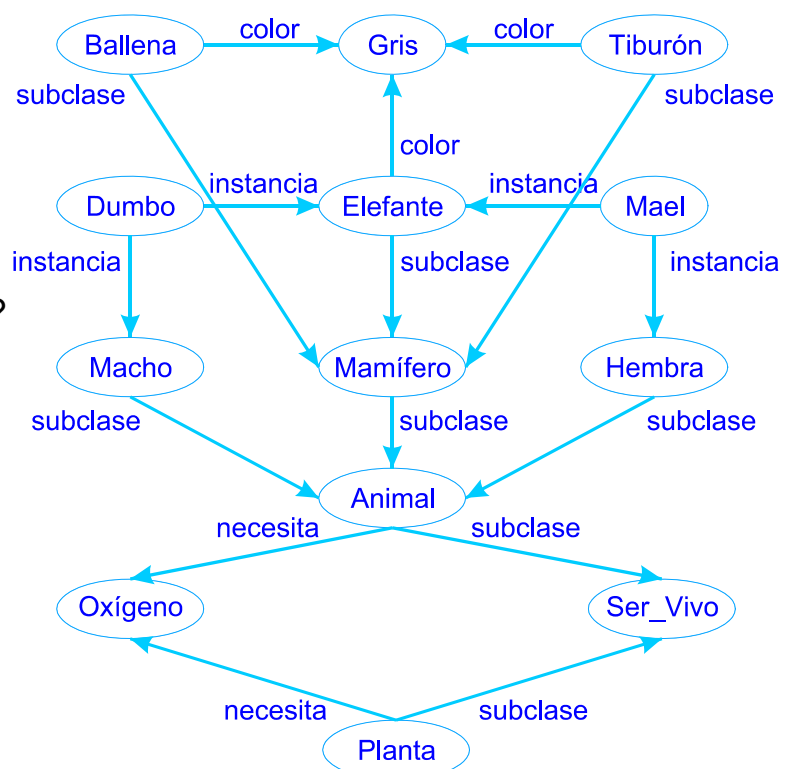 Ballena color Gris color Tiburón
subclase subclase
color
Dumbo instancia Elefante instancia Mael
instancia subclase instancia
?
Macho Mamífero Hembra
subclase subclase subclase
Animal
necesita subclase
Oxígeno Ser_Vivo
necesita subclase
Planta